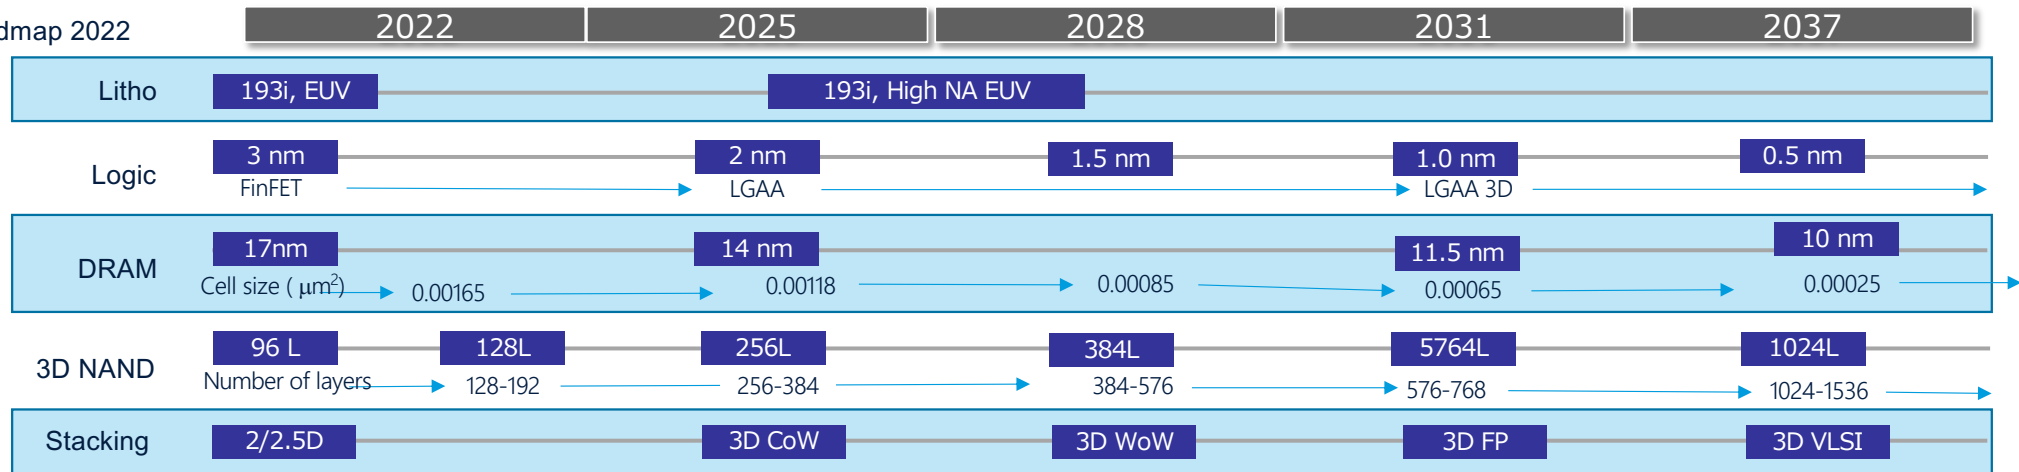 dmap 2022
2022 2025 2028 2031 2037
Litho 193i, EUV 193i, High NA EUV
Logic 3 nm 2 nm 1.5 nm 1.0 nm 0.5 nm
FinFET LGAA LGAA 3D
DRAM 17nm 14 nm 11.5 nm 10 nm
Cell size ( μm²) 0.00165 0.00118 0.00085 0.00065 0.00025
3D NAND 96 L 128L 256L 384L 5764L 1024L
Number of layers 128-192 256-384 384-576 576-768 1024-1536
Stacking 2/2.5D 3D CoW 3D WoW 3D FP 3D VLSI